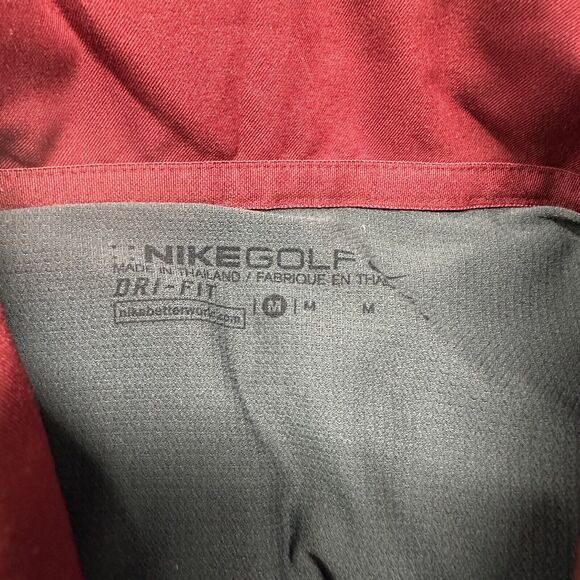 NIKEGOLF
MADE IN THAILAND / FABRIQUE EN
DRI-FIT
| M | M M
nikebetterworld.com